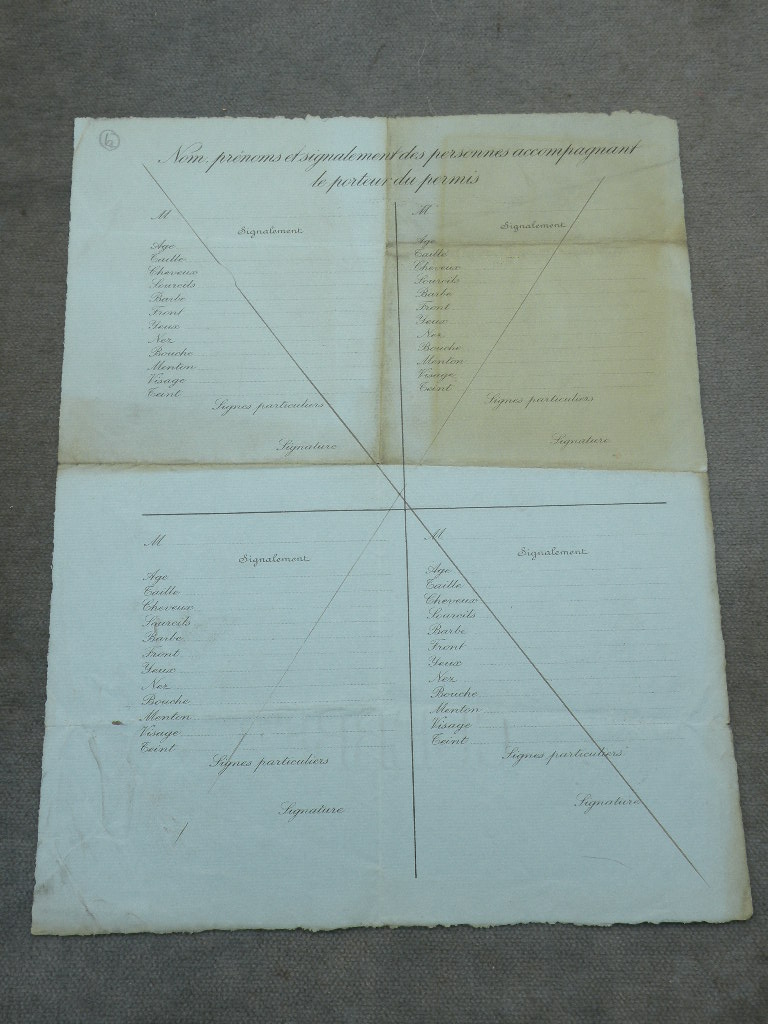 Nom, prénoms et signalement des personnes accompagnant
le porteur du permis
M
Signalement
Age
Taille
Cheveux
Sourcils
Barbe
Front
Yeux
Nez
Bouche
Menton
Visage
Teint
Signes particuliers
Signature
M
Signalement
Age
Taille
Cheveux
Sourcils
Barbe
Front
Yeux
Nez
Bouche
Menton
Visage
Teint
Signes particuliers
Signature
M
Signalement
Age
Taille
Cheveux
Sourcils
Barbe
Front
Yeux
Nez
Bouche
Menton
Visage
Teint
Signes particuliers
Signature
M
Signalement
Age
Taille
Cheveux
Sourcils
Barbe
Front
Yeux
Nez
Bouche
Menton
Visage
Teint
Signes particuliers
Signature